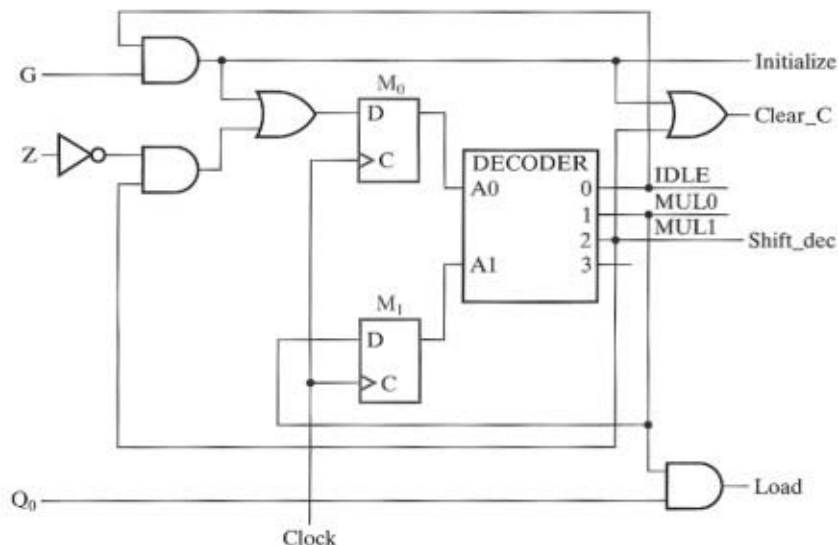 Initialize
G
M₀
D
Clear_C
C
Z
DECODER
IDLE
A0
0
MUL0
1
MUL1
2
Shift_dec
A1
3
M₁
D
C
Load
Q₀
Clock